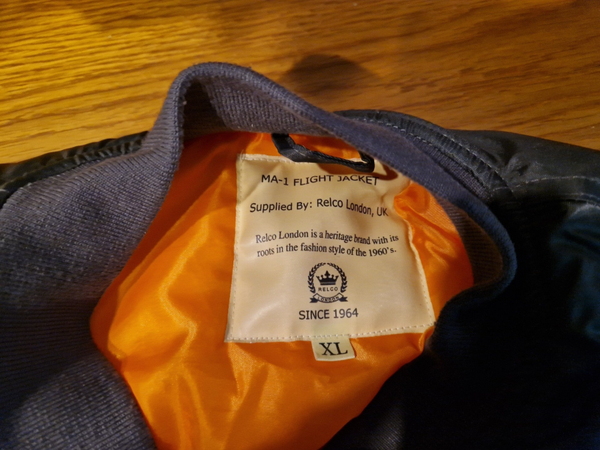 MA-1 FLIGHT JACKET
Supplied By: Relco London, UK
Relco London is a heritage brand with its
roots in the fashion style of the 1960's.
RELCO
LONDON
SINCE 1964
XL